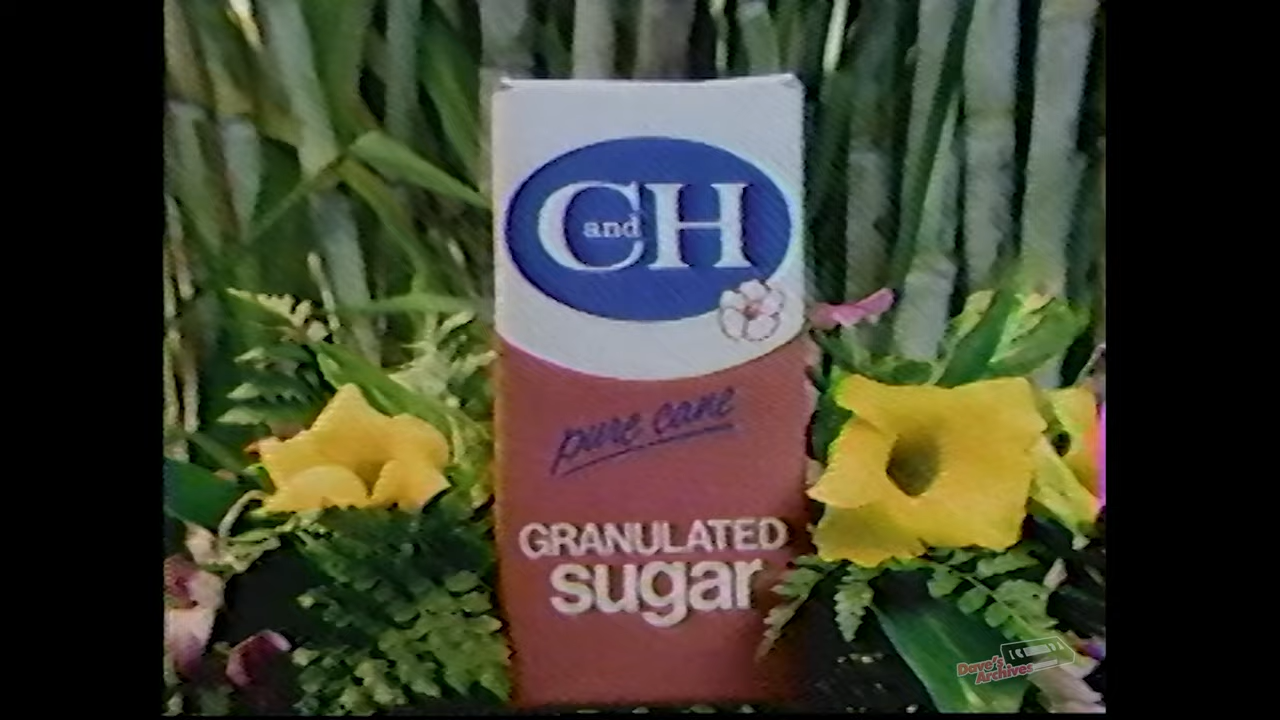 C and H
pure cane
GRANULATED
sugar
Dave's
Archives